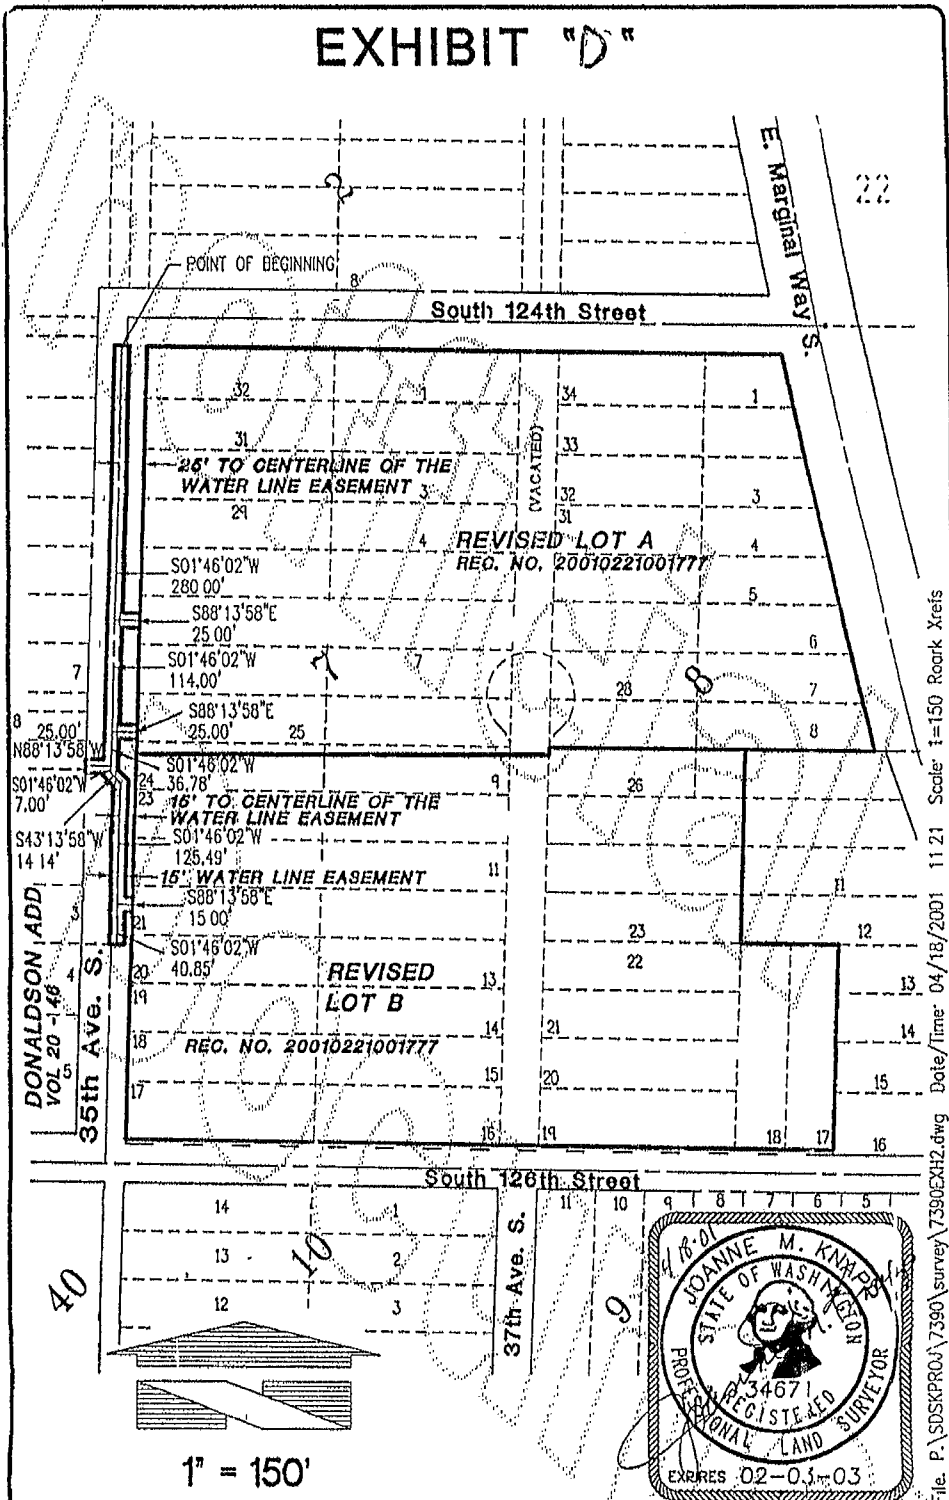 EXHIBIT "D"
E. Marginal Way S.
22
POINT OF BEGINNING
8
South 124th Street
32
1
34
1
31
33
(VACATED)
25' TO CENTERLINE OF THE
WATER LINE EASEMENT
3
32
3
29
31
4
REVISED LOT A
4
REC. NO. 20010221001777
S01°46'02"W
280.00'
5
S88°13'58"E
25.00'
6
S01°46'02"W
114.00'
7
7
7
28
8
7
S88°13'58"E
25.00'
25
8
8
25.00'
N88°13'58"W
S01°46'02"W
36.78'
24
9
26
S01°46'02"W
7.00'
23
15' TO CENTERLINE OF THE
WATER LINE EASEMENT
S43°13'58"W
14.14'
S01°46'02"W
125.49'
11
15' WATER LINE EASEMENT
11
S88°13'58"E
15.00'
3
21
23
12
S01°46'02"W
40.85'
22
4
20
REVISED
LOT B
13
13
19
DONALDSON ADD
VOL 20 - 146
35th Ave. S.
18
14
21
14
REC. NO. 20010221001777
5
17
15
20
15
16
19
18
17
16
South 126th Street
14
1
37th Ave. S.
11
10
9
8
7
6
5
13
10
2
40
12
3
9
4-18-01
JOANNE M. KNAPP
STATE OF WASHINGTON
34671
REGISTERED
PROFESSIONAL LAND SURVEYOR
EXPIRES 02-03-03
1" = 150'
File: P:\SDSKPROJ\7390\survey\7390EXH2.dwg Date/Time: 04/18/2001 11:21 Scale: 1=150 Roark Xrefs